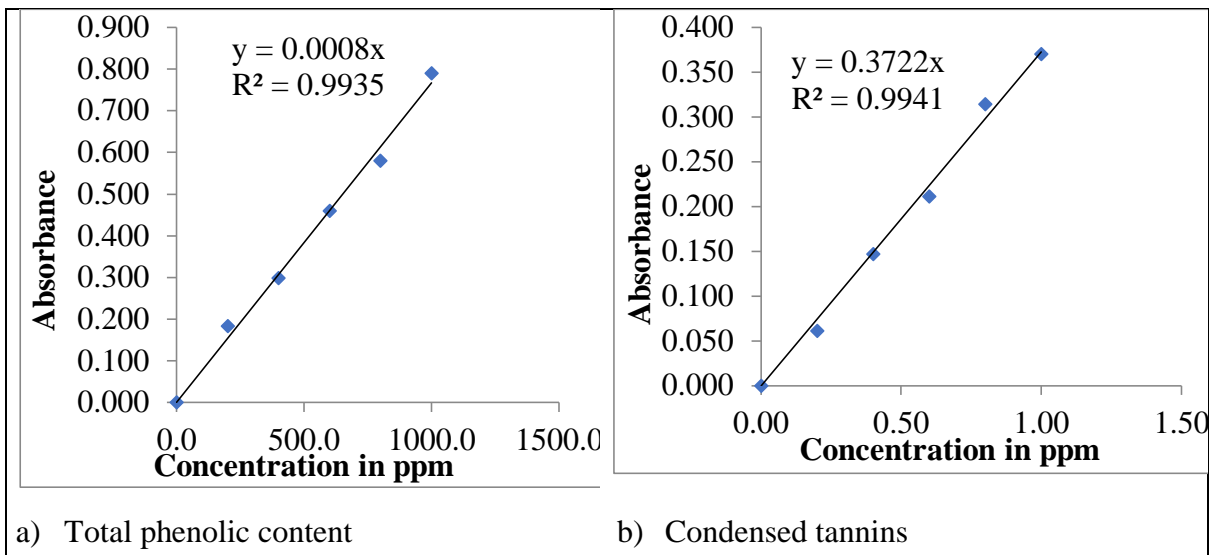 0.900
0.800
0.700
0.600
0.500
0.400
0.300
0.200
0.100
0.000
Absorbance
y = 0.0008x
R² = 0.9935
0.0 500.0 1000.0 1500.0
Concentration in ppm
a) Total phenolic content
0.400
0.350
0.300
0.250
0.200
0.150
0.100
0.050
0.000
Absorbance
y = 0.3722x
R² = 0.9941
0.00 0.50 1.00 1.50
Concentration in ppm
b) Condensed tannins